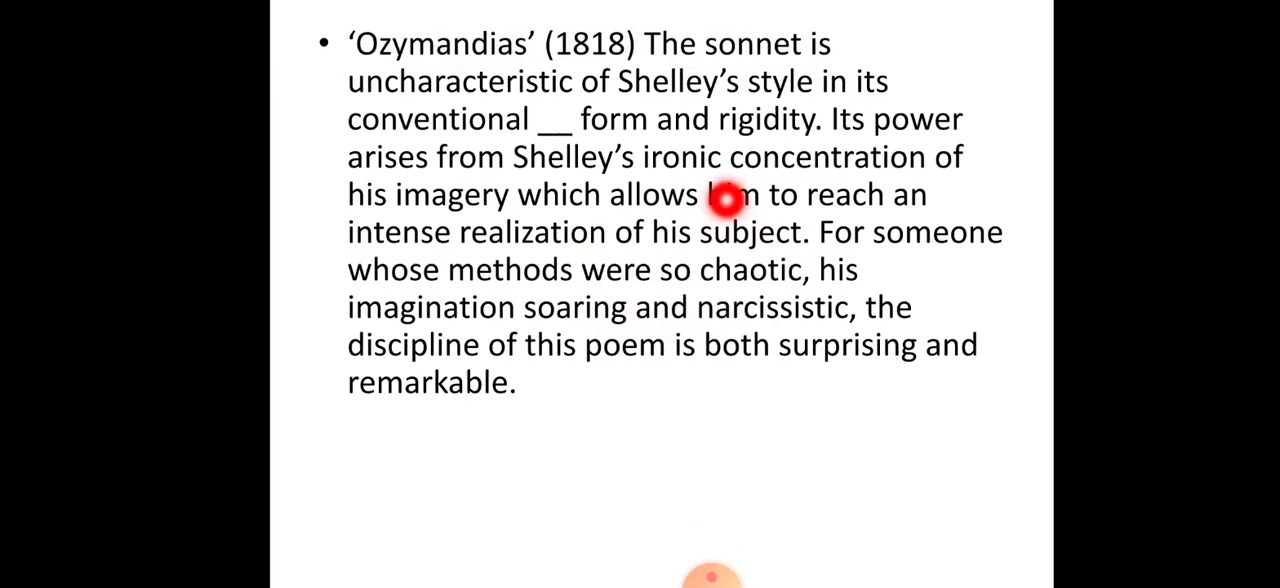 • ‘Ozymandias’ (1818) The sonnet is
uncharacteristic of Shelley’s style in its
conventional __ form and rigidity. Its power
arises from Shelley’s ironic concentration of
his imagery which allows him to reach an
intense realization of his subject. For someone
whose methods were so chaotic, his
imagination soaring and narcissistic, the
discipline of this poem is both surprising and
remarkable.